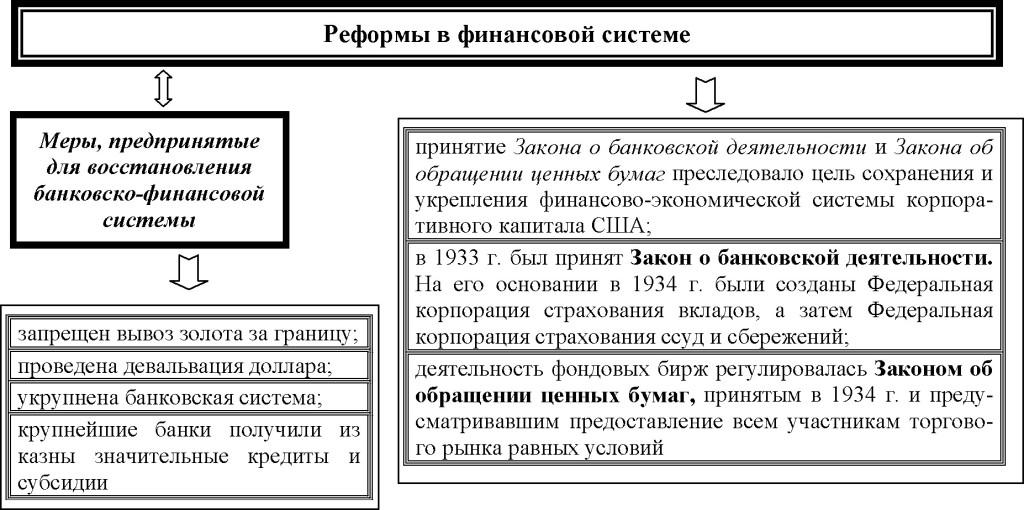 Реформы в финансовой системе
Меры, предпринятые
для восстановления
банковско-финансовой
системы
запрещен вывоз золота за границу;
проведена девальвация доллара;
укрупнена банковская система;
крупнейшие банки получили из
казны значительные кредиты и
субсидии
принятие Закона о банковской деятельности и Закона об
обращении ценных бумаг преследовало цель сохранения и
укрепления финансово-экономической системы корпора-
тивного капитала США;
в 1933 г. был принят Закон о банковской деятельности.
На его основании в 1934 г. были созданы Федеральная
корпорация страхования вкладов, а затем Федеральная
корпорация страхования ссуд и сбережений;
деятельность фондовых бирж регулировалась Законом об
обращении ценных бумаг, принятым в 1934 г. и преду-
сматривавшим предоставление всем участникам торгово-
го рынка равных условий